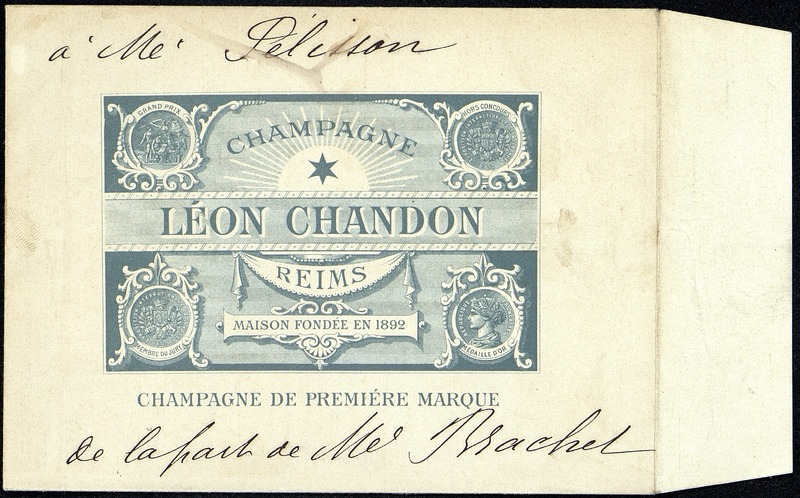 à Mr Pélisson
GRAND PRIX
HORS CONCOURS
CHAMPAGNE
LÉON CHANDON
REIMS
MAISON FONDÉE EN 1892
MEMBRE DU JURY
MÉDAILLE D'OR
CHAMPAGNE DE PREMIÉRE MARQUE
de la part de Mr Brachet